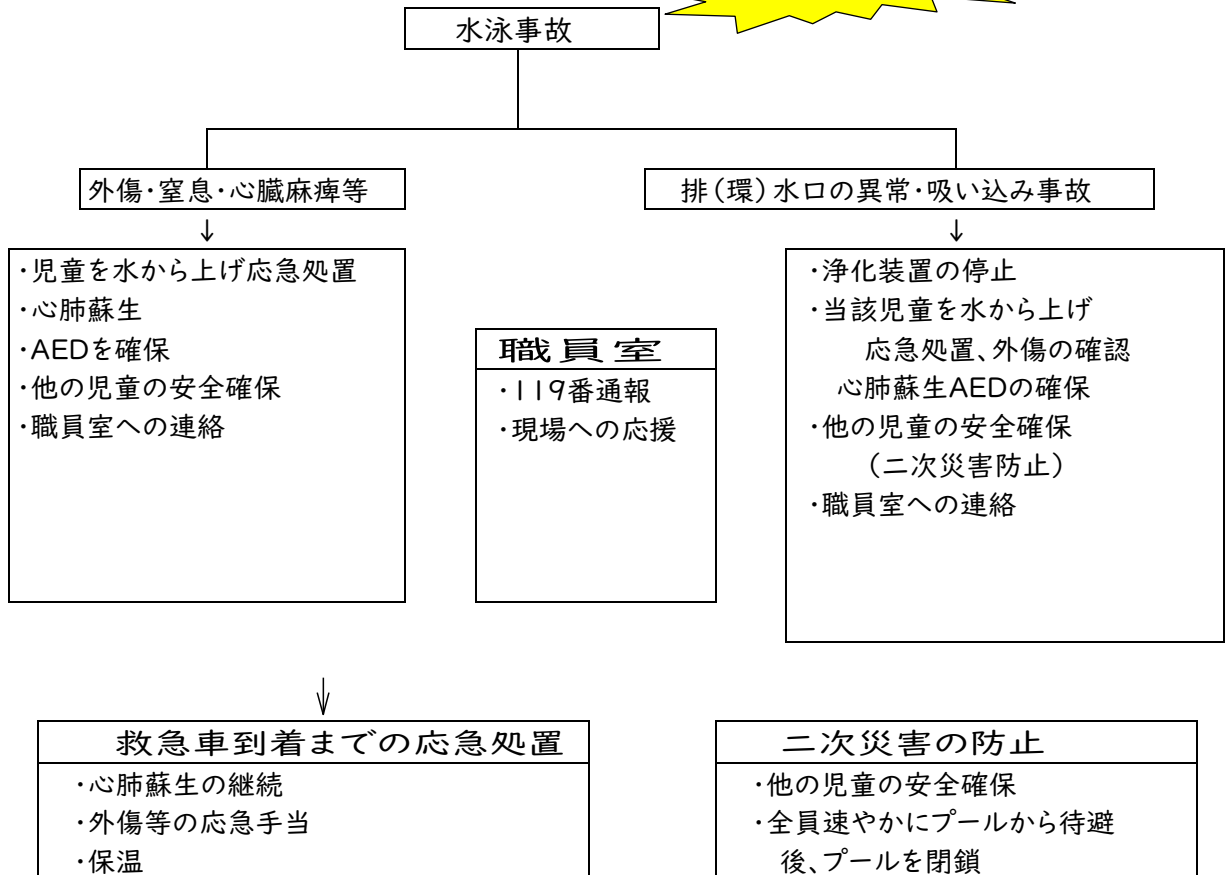 水泳事故
外傷・窒息・心臓麻痺等
排(環)水口の異常・吸い込み事故
↓
↓
・児童を水から上げ応急処置
・心肺蘇生
・AEDを確保
・他の児童の安全確保
・職員室への連絡
職員室
・119番通報
・現場への応援
・浄化装置の停止
・当該児童を水から上げ
応急処置、外傷の確認
心肺蘇生AEDの確保
・他の児童の安全確保
(二次災害防止)
・職員室への連絡
救急車到着までの応急処置
・心肺蘇生の継続
・外傷等の応急手当
・保温
二次災害の防止
・他の児童の安全確保
・全員速やかにプールから待避
後、プールを閉鎖